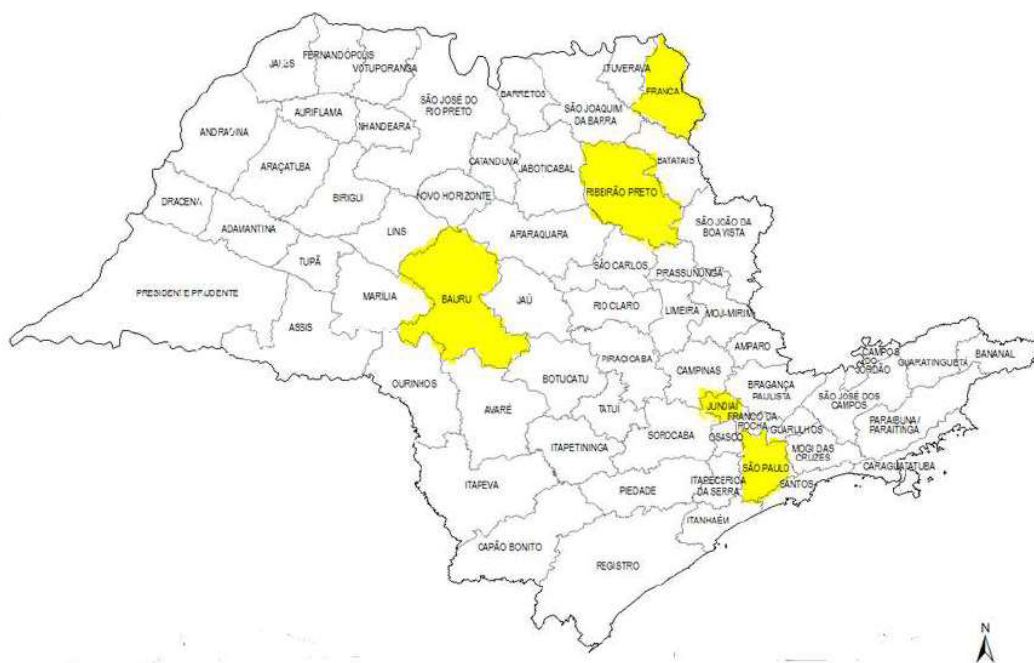 FERNANDÓPOLIS
VOTUPORANGA
ITUVERAVA
FRANCA
BARRETOS
SÃO JOSÉ DO
RIO PRETO
SÃO JOAQUIM
DA BARRA
AURIFLAMA
NHANDEARA
ANDRADINA
ARAÇATUBA
CATANDUVA
JABOTICABAL
BATATAIS
BIRIGUI
NOVO HORIZONTE
RIBEIRÃO PRETO
DRACENA
ADAMANTINA
LINS
ARARAQUARA
SÃO JOÃO DA
BOA VISTA
TUPÃ
SÃO CARLOS
PRASSUNUNGA
PRESIDENTE PRUDENTE
MARILIA
BAURU
JAÚ
RIO CLARO
LIMEIRA
MOJI-MIRIM
ASSIS
AMPARO
PIRACICABA
CAMPINAS
CAMPOS
DO
JORDÃO
GUARATINGUETA
BANANAL
OURINHOS
BOTUCATU
BRAGANÇA
PAULISTA
SÃO JOSÉ DOS
CAMPOS
AVARÉ
TATUÍ
JUNDIAÍ
FRANCO DA
ROCHA
GUARULHOS
PARAIBUNA/
PARAITINGA
ITAPETININGA
SOROCABA
OSASCO
MOGI DAS
CRUZES
SÃO PAULO
CARAGUATATUBA
ITAPEVA
PIEDADE
ITAPECERICA
DA SERRA
SANTOS
ITANHAÉM
CAPÃO BONITO
REGISTRO
N